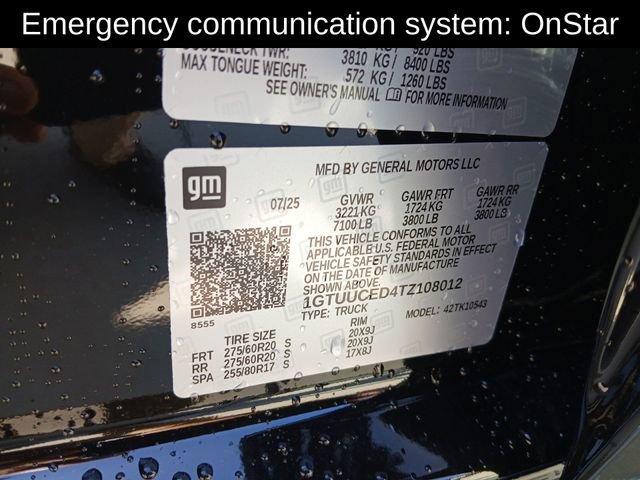 Emergency communication system: OnStar
3810 KG / 8400 LBS
MAX TONGUE WEIGHT: 572 KG / 1260 LBS
SEE OWNER'S MANUAL FOR MORE INFORMATION
gm
MFD BY GENERAL MOTORS LLC
07/25
GVWR GAWR FRT GAWR RR
3221 KG 1724 KG 1724 KG
7100 LB 3800 LB 3800 LB
THIS VEHICLE CONFORMS TO ALL
APPLICABLE U.S. FEDERAL MOTOR
VEHICLE SAFETY STANDARDS IN EFFECT
ON THE DATE OF MANUFACTURE
SHOWN ABOVE.
1GTUUCED4TZ108012
TYPE: TRUCK MODEL: 42TK10543
8555
TIRE SIZE RIM
FRT 275/60R20 S 20X9J
RR 275/60R20 S 20X9J
SPA 255/80R17 S 17X8J